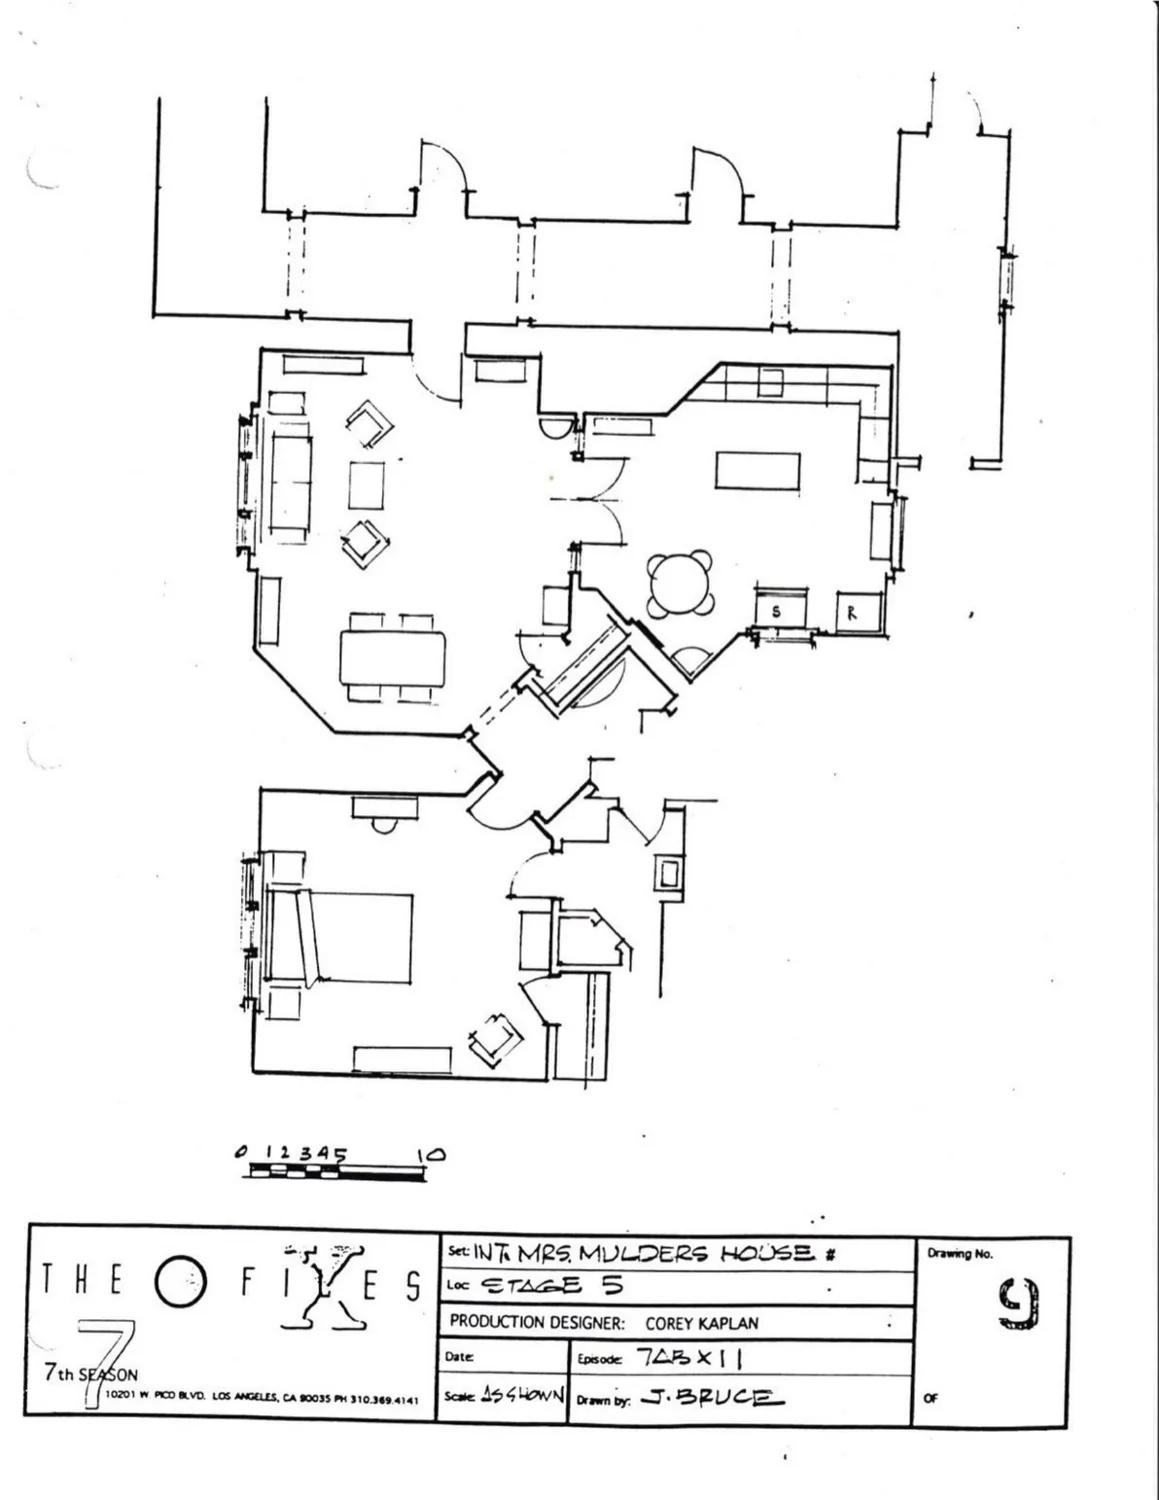 S
R
0 1 2 3 4 5 10
THE X FILES
7
7th SEASON
10201 W. PICO BLVD. LOS ANGELES, CA 90035 PH 310.369.4141
Set: INT. MRS. MULDERS HOUSE #
Loc: STAGE 5
PRODUCTION DESIGNER: COREY KAPLAN
Date:
Episode: 7ABX11
Scale: AS SHOWN
Drawn by: J. BRUCE
Drawing No.
9
OF